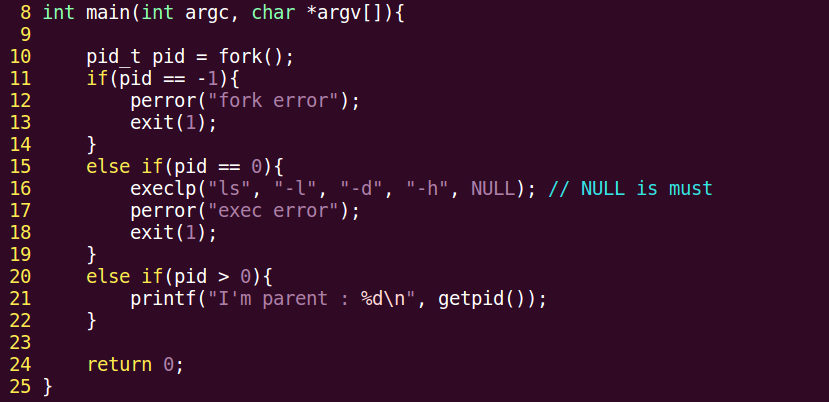 8 int main(int argc, char *argv[]){
9
10     pid_t pid = fork();
11     if(pid == -1){
12         perror("fork error");
13         exit(1);
14     }
15     else if(pid == 0){
16         execlp("ls", "-l", "-d", "-h", NULL); // NULL is must
17         perror("exec error");
18         exit(1);
19     }
20     else if(pid > 0){
21         printf("I'm parent : %d\n", getpid());
22     }
23
24     return 0;
25 }